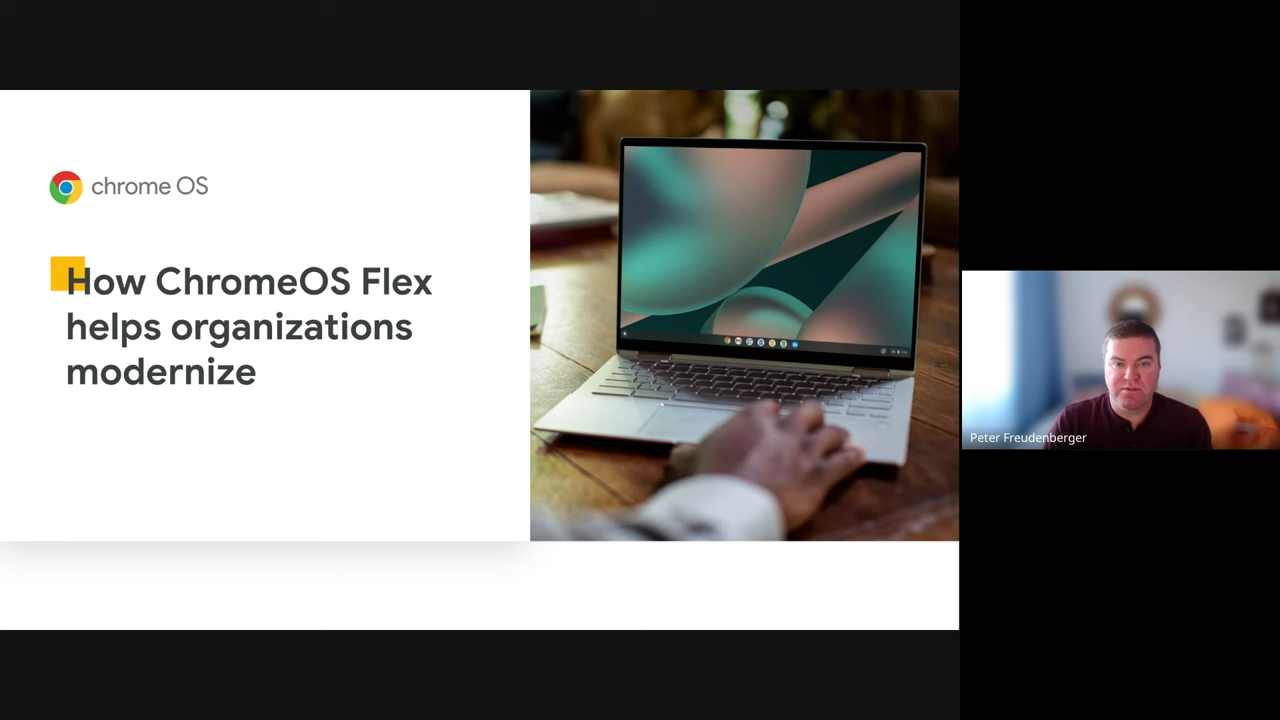 chrome OS
How ChromeOS Flex
helps organizations
modernize
Peter Freudenberger